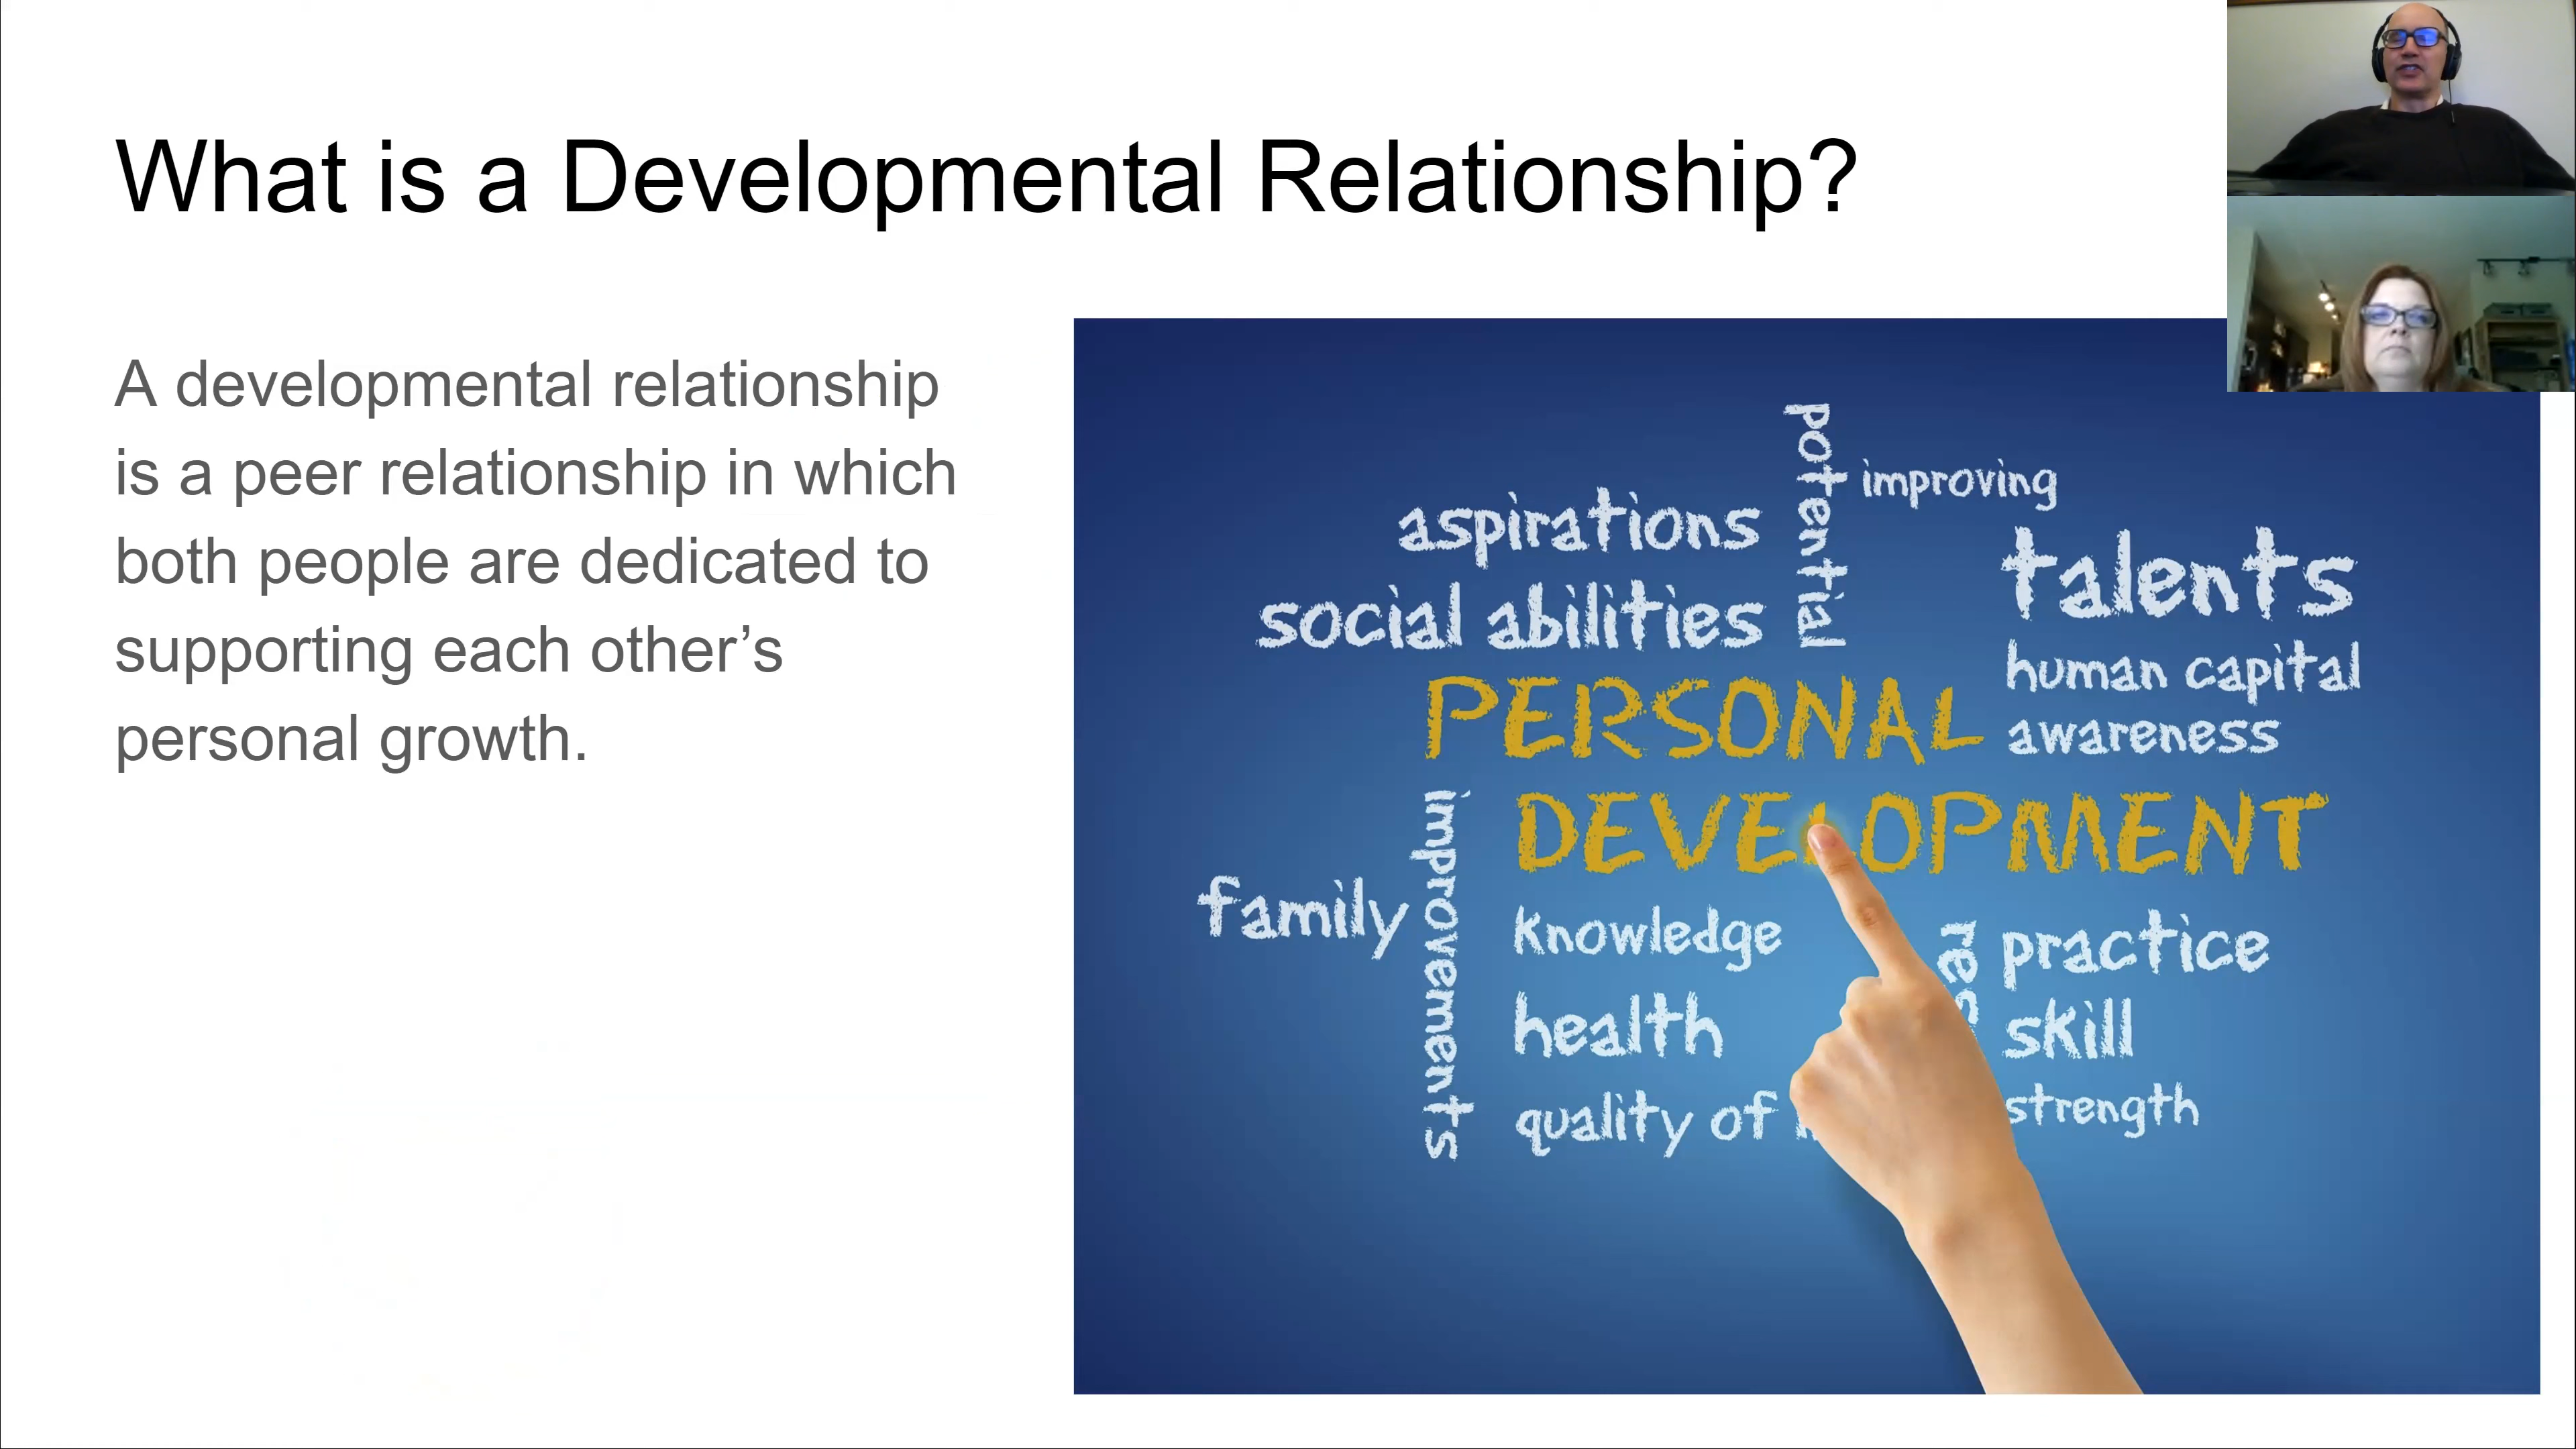 What is a Developmental Relationship?
A developmental relationship
is a peer relationship in which
both people are dedicated to
supporting each other’s
personal growth.
potential
improving
aspirations
talents
social abilities
human capital
PERSONAL
awareness
DEVELOPMENT
improvements
family
knowledge
practice
health
skill
quality of
strength